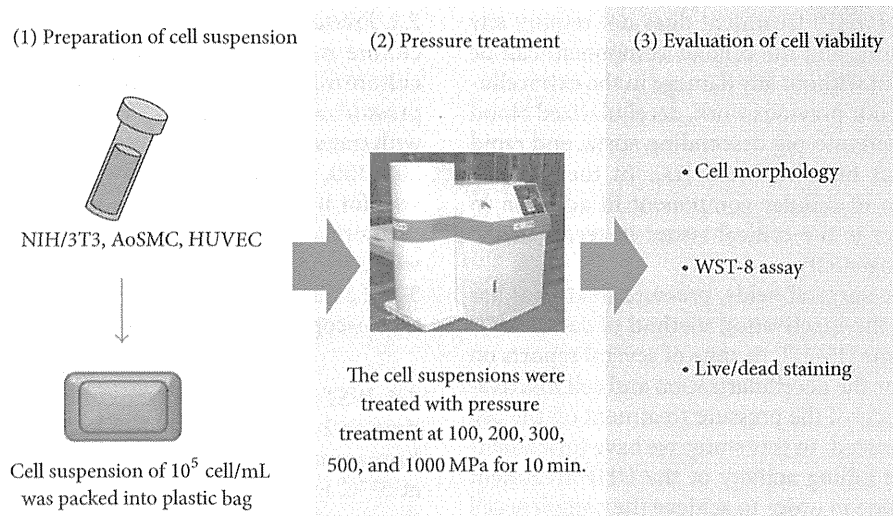 (1) Preparation of cell suspension
NIH/3T3, AoSMC, HUVEC
Cell suspension of 10⁵ cell/mL
was packed into plastic bag
(2) Pressure treatment
The cell suspensions were
treated with pressure
treatment at 100, 200, 300,
500, and 1000 MPa for 10 min.
(3) Evaluation of cell viability
• Cell morphology
• WST-8 assay
• Live/dead staining